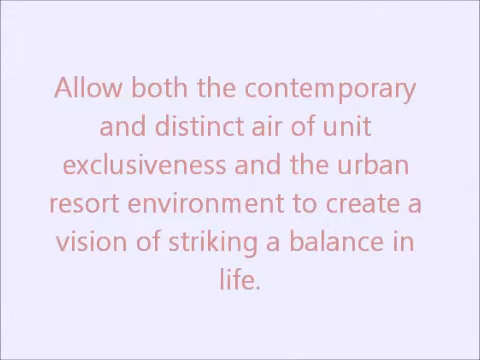 Allow both the contemporary
and distinct air of unit
exclusiveness and the urban
resort environment to create a
vision of striking a balance in
life.